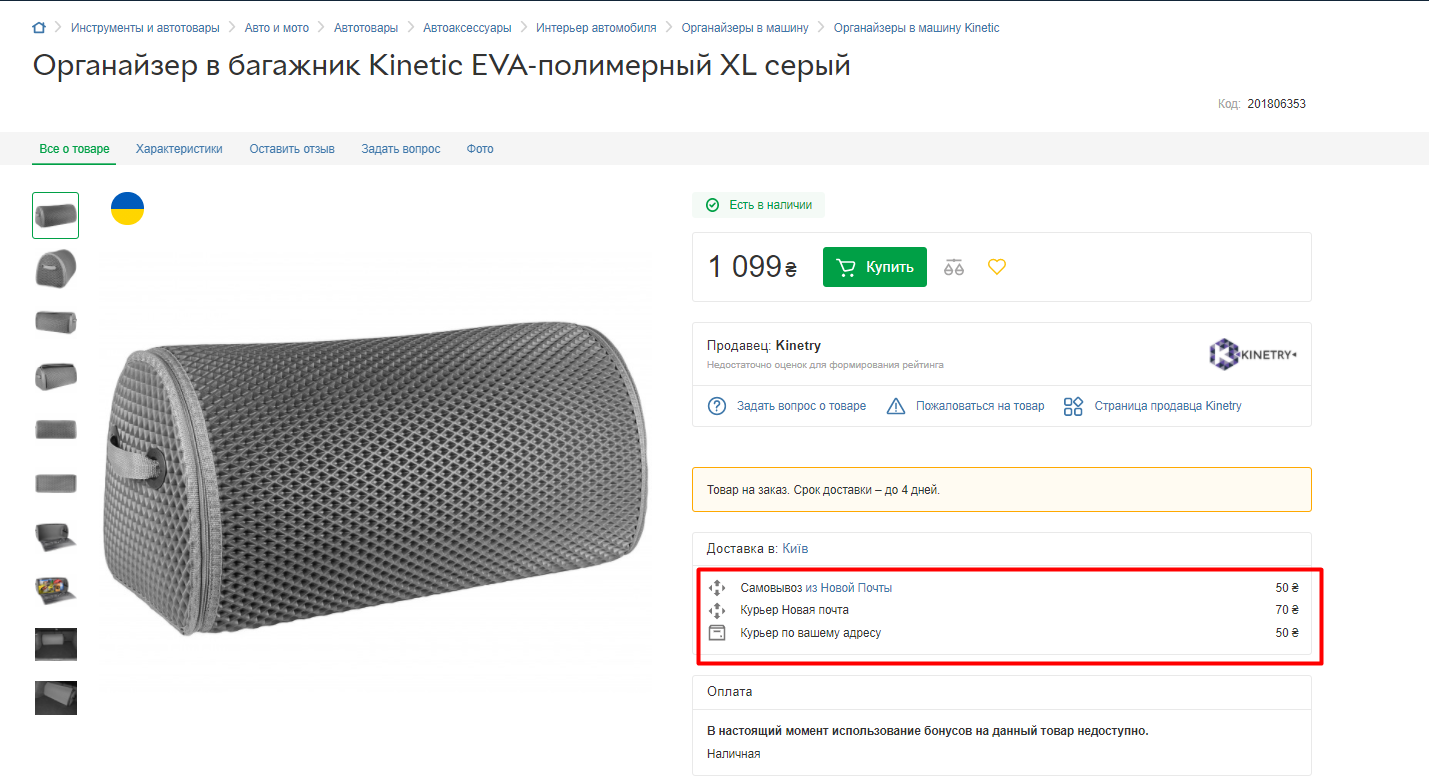 Инструменты и автотовары Авто и мото Автотовары Автоаксессуары Интерьер автомобиля Органайзеры в машину Органайзеры в машину Kinetic
Органайзер в багажник Kinetic EVA-полимерный XL серый
Код: 201806353
Все о товаре Характеристики Оставить отзыв Задать вопрос Фото
Есть в наличии
1 099 ₴ Купить
Продавец: Kinetry
Недостаточно оценок для формирования рейтинга
KINETRY
Задать вопрос о товаре Пожаловаться на товар Страница продавца Kinetry
Товар на заказ. Срок доставки – до 4 дней.
Доставка в: Київ
Самовывоз из Новой Почты 50 ₴
Курьер Новая почта 70 ₴
Курьер по вашему адресу 50 ₴
Оплата
В настоящий момент использование бонусов на данный товар недоступно.
Наличная